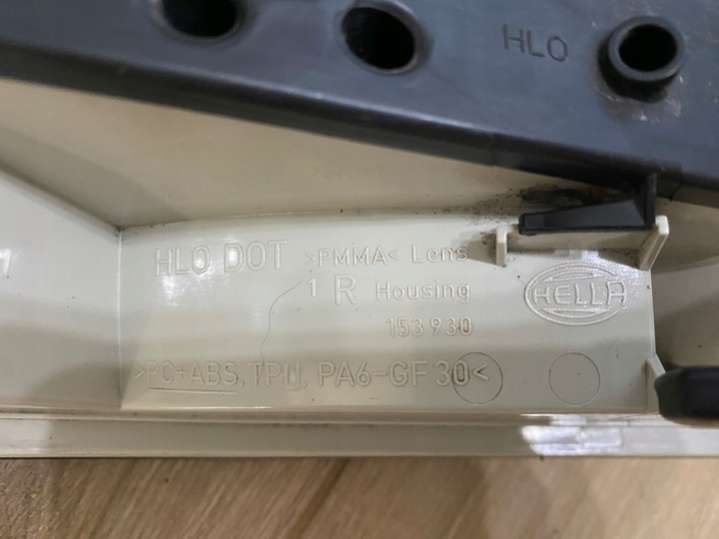 HLO
HLO DOT >PMMA< Lens
1 R Housing
153 930
HELLA
>PC+ABS, TPU, PA6-GF 30<